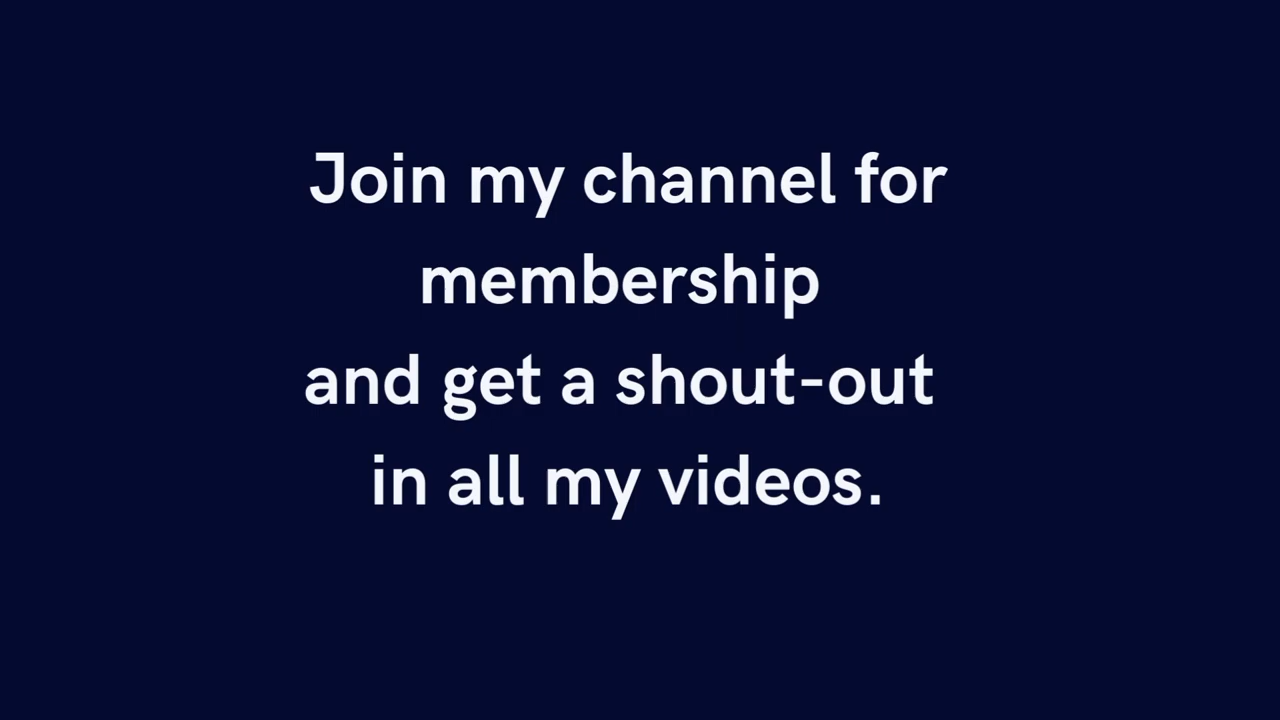 Join my channel for
membership
and get a shout-out
in all my videos.